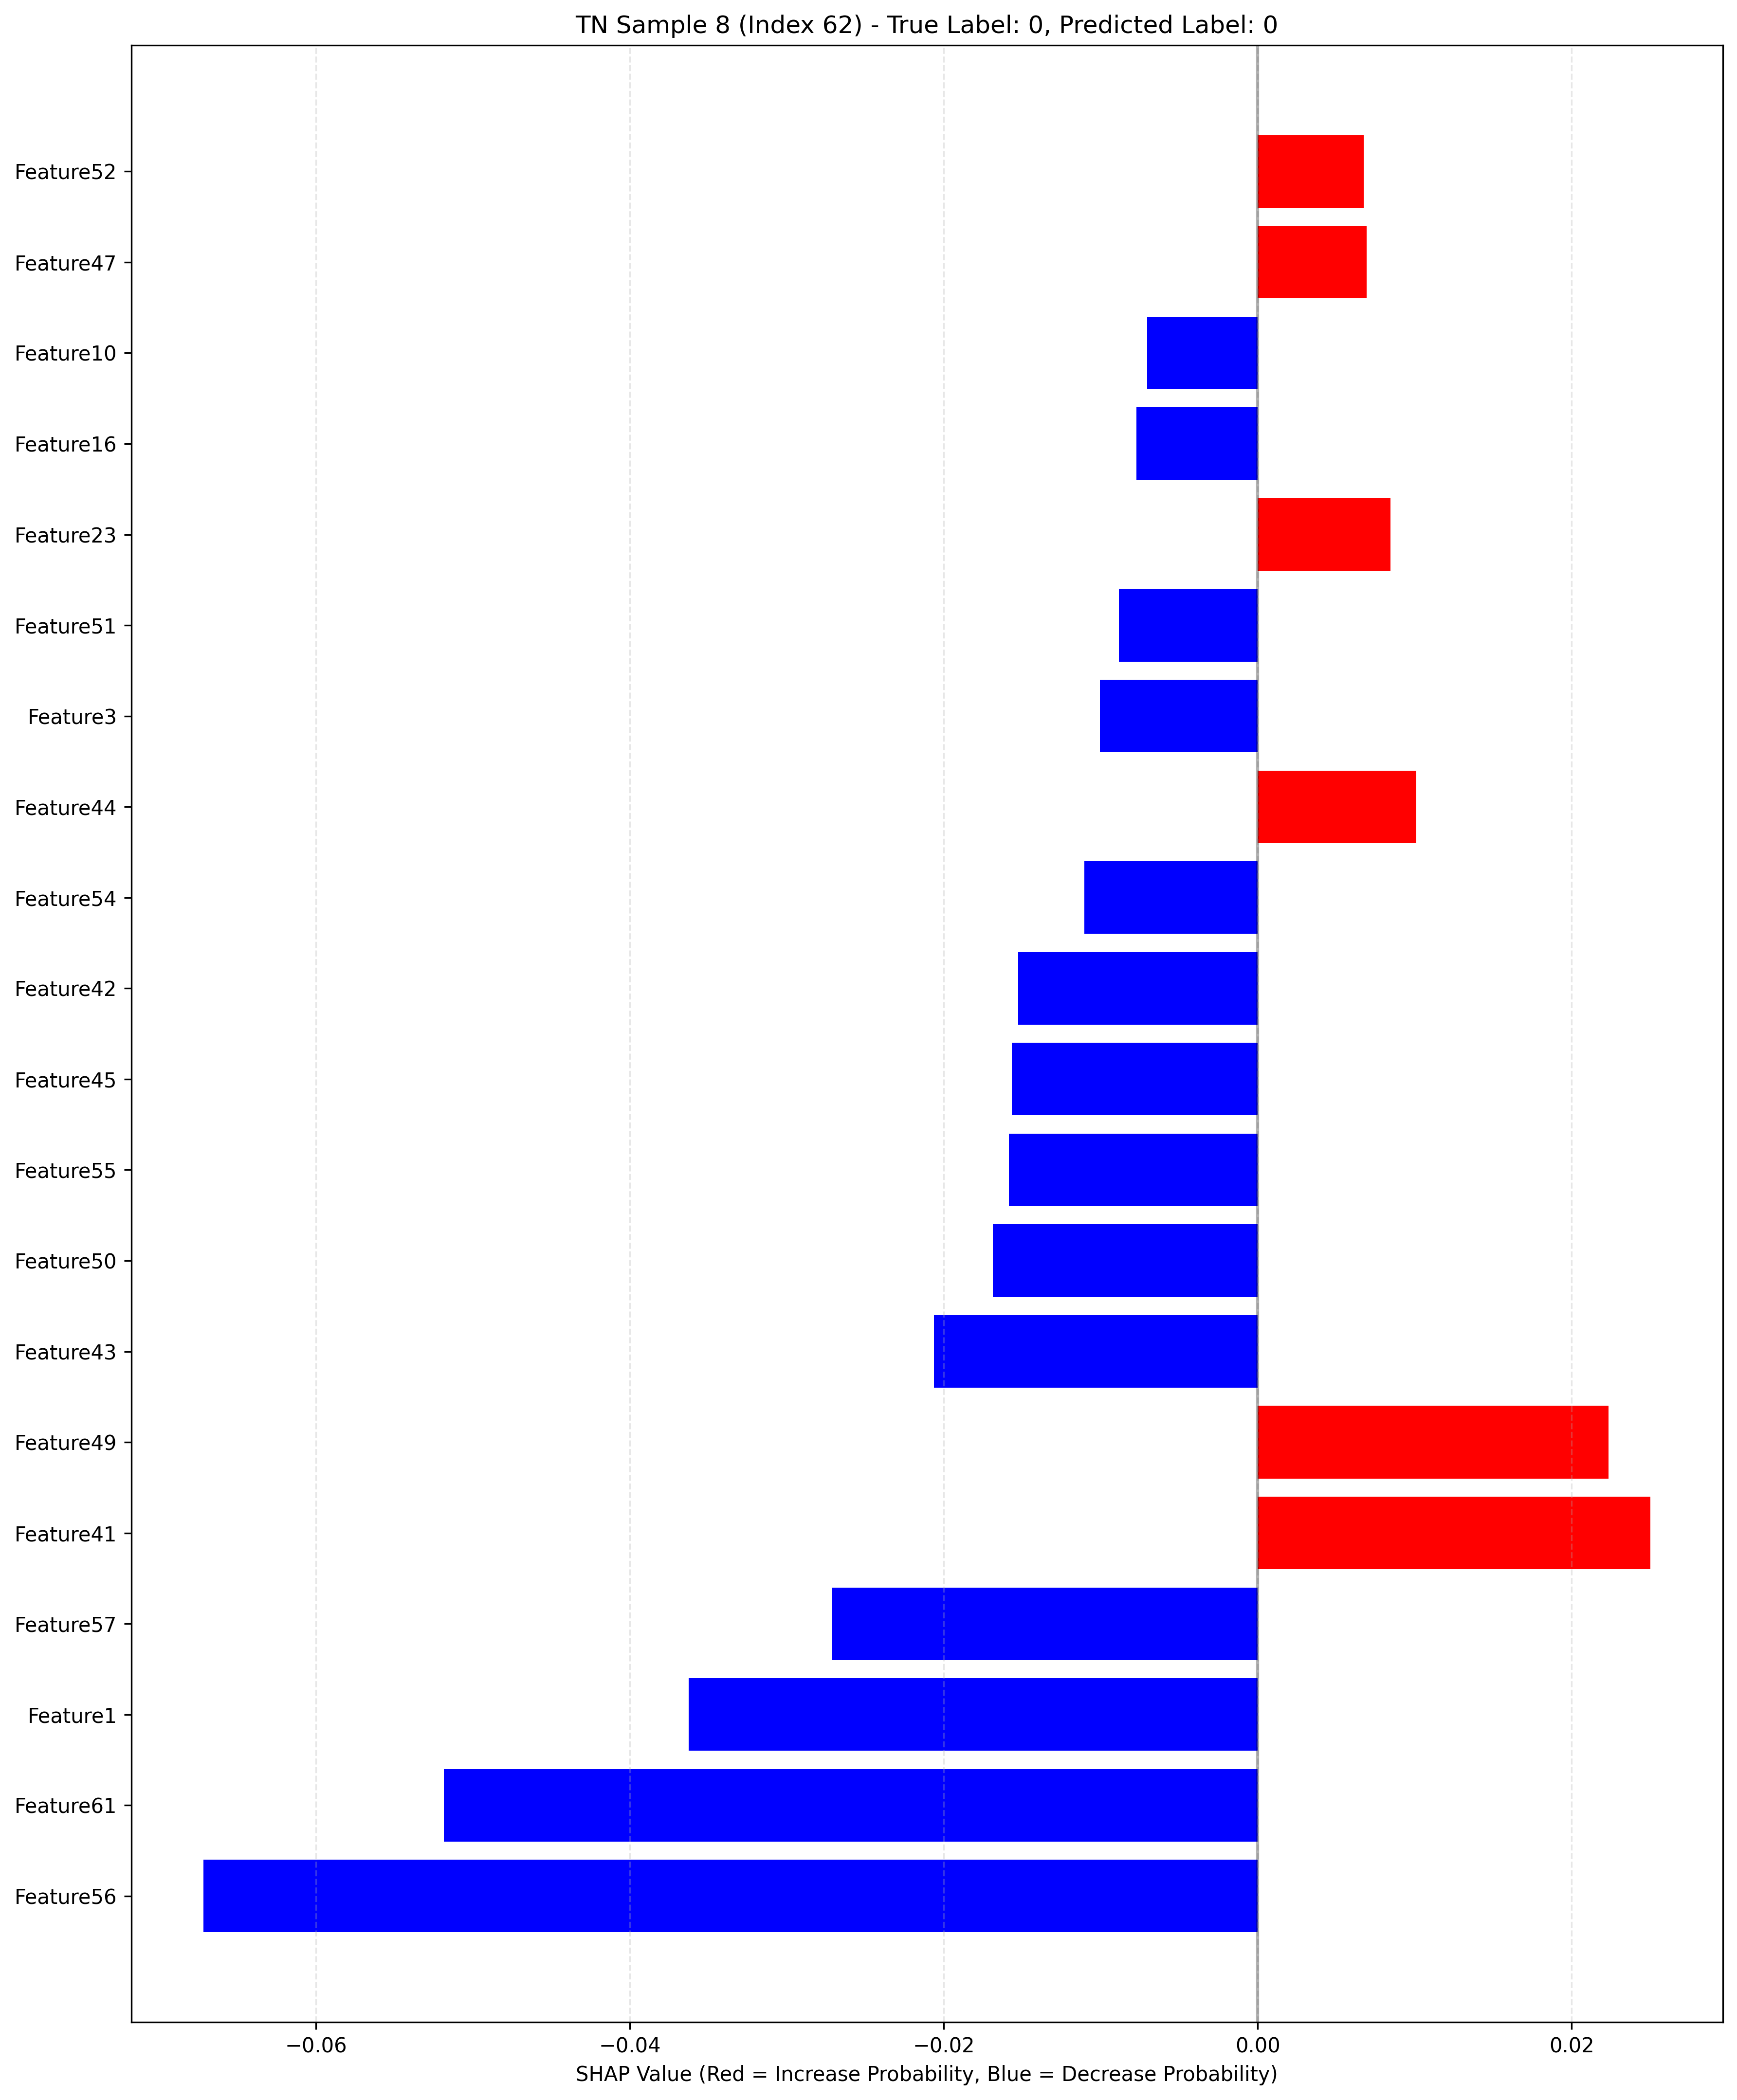 TN Sample 8 (Index 62) - True Label: 0, Predicted Label: 0
Feature52
Feature47
Feature10
Feature16
Feature23
Feature51
Feature3
Feature44
Feature54
Feature42
Feature45
Feature55
Feature50
Feature43
Feature49
Feature41
Feature57
Feature1
Feature61
Feature56
−0.06 −0.04 −0.02 0.00 0.02
SHAP Value (Red = Increase Probability, Blue = Decrease Probability)